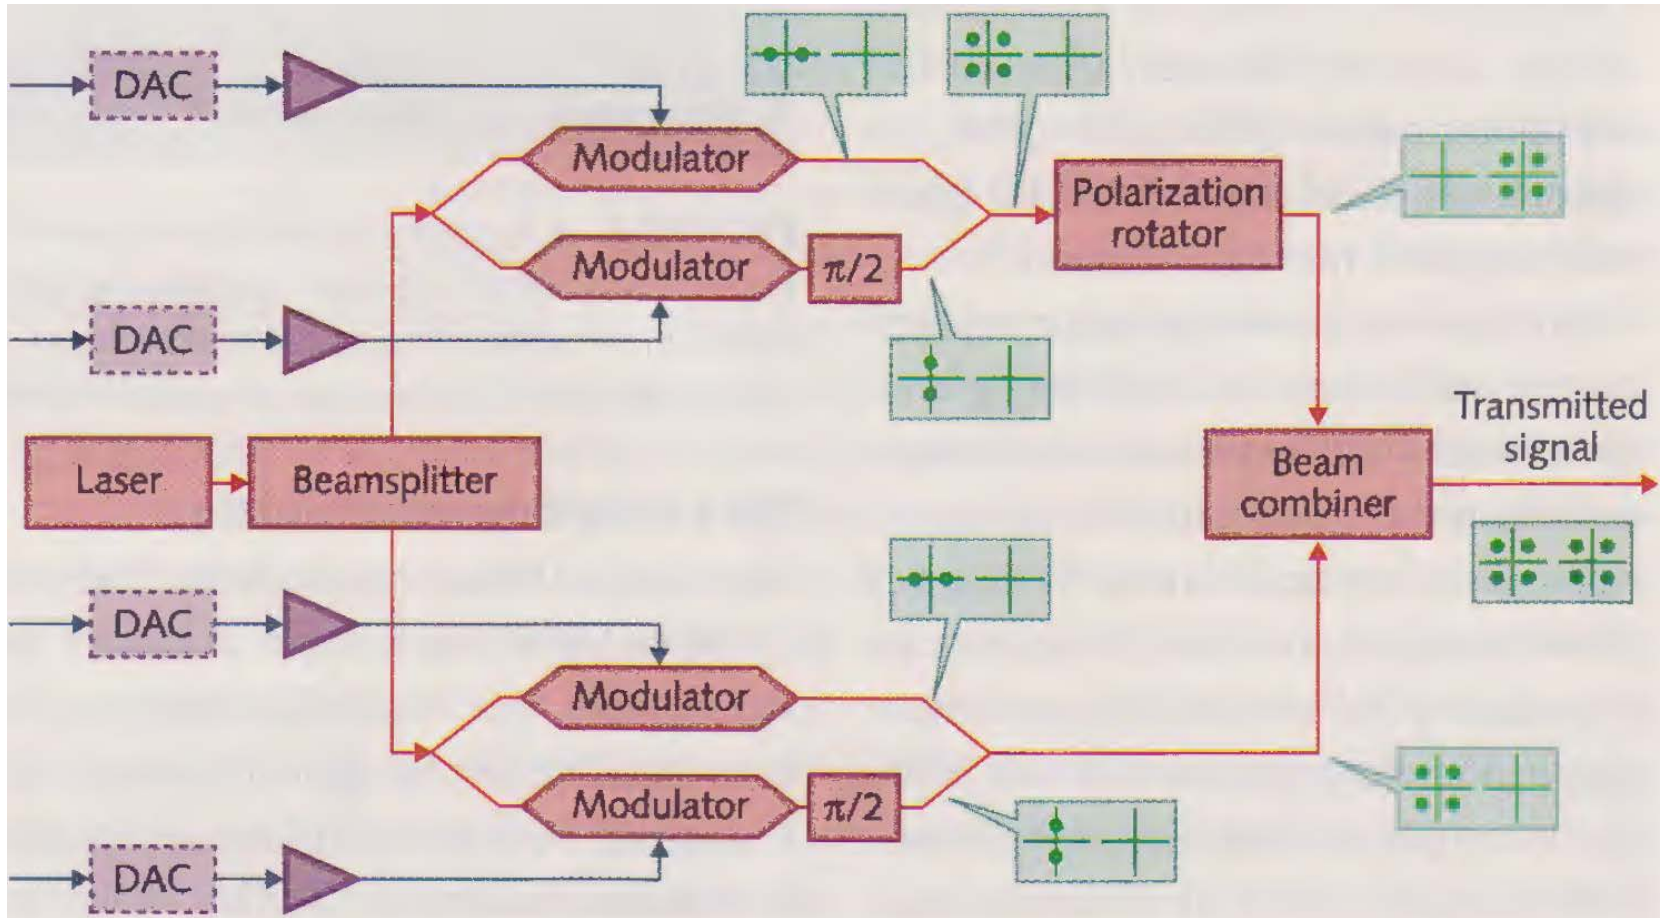 DAC
Modulator
Polarization
rotator
Modulator
π/2
DAC
Transmitted
signal
Laser
Beamsplitter
Beam
combiner
DAC
Modulator
Modulator
π/2
DAC